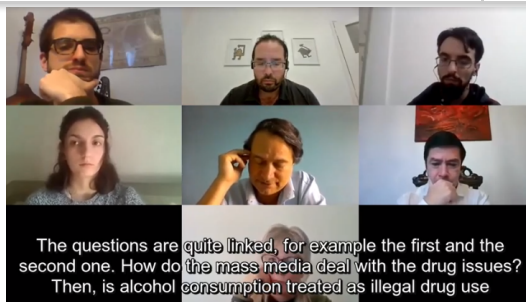 The questions are quite linked, for example the first and the
second one. How do the mass media deal with the drug issues?
Then, is alcohol consumption treated as illegal drug use